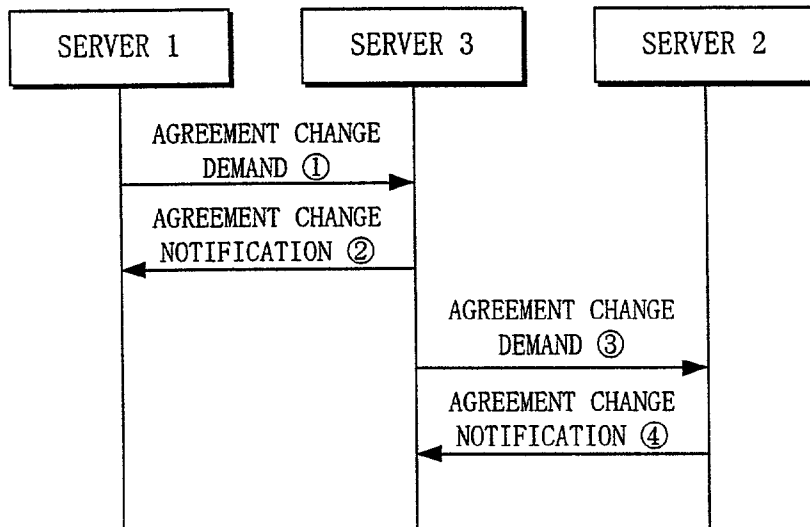 SERVER 1
SERVER 3
SERVER 2
AGREEMENT CHANGE
DEMAND ①
AGREEMENT CHANGE
NOTIFICATION ②
AGREEMENT CHANGE
DEMAND ③
AGREEMENT CHANGE
NOTIFICATION ④